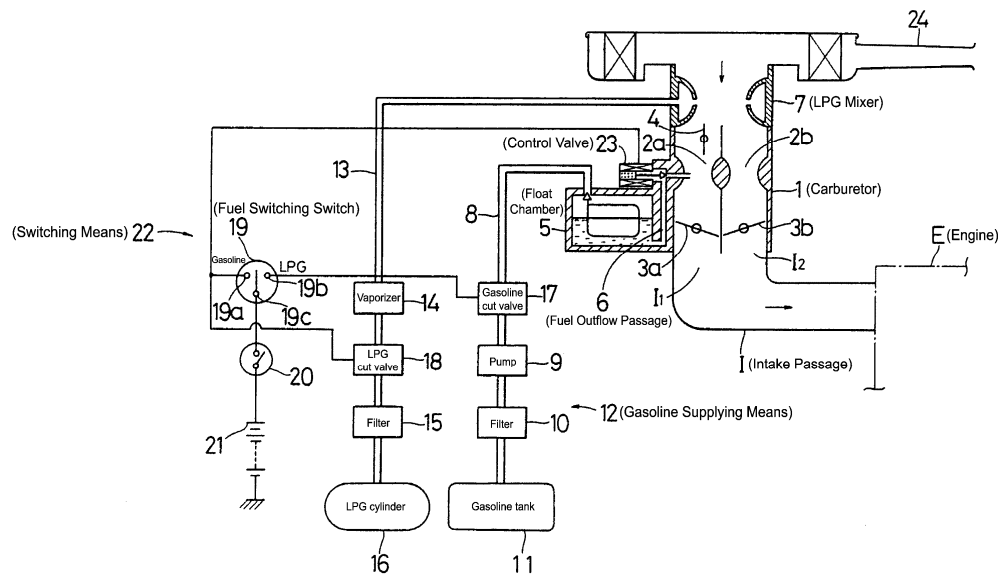 24
7 (LPG Mixer)
4
2a
2b
(Control Valve) 23
13
1 (Carburetor)
8
(Float
Chamber)
5
(Fuel Switching Switch)
19
(Switching Means) 22
Gasoline
LPG
3b
3a
I2
E (Engine)
19a
19b
19c
Vaporizer
14
Gasoline
cut valve
17
6
I1
(Fuel Outflow Passage)
20
LPG
cut valve
18
Pump
9
I (Intake Passage)
21
Filter
15
Filter
10
12 (Gasoline Supplying Means)
LPG cylinder
Gasoline tank
16
11